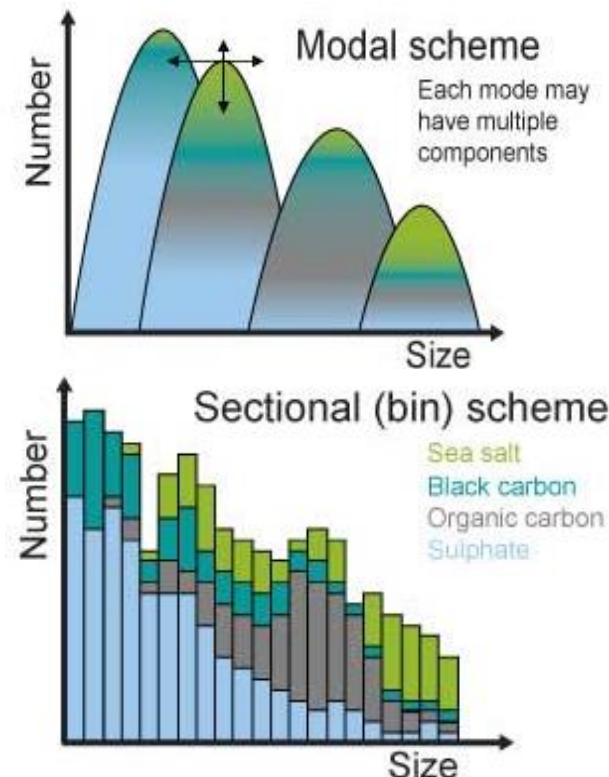 Modal scheme
Number
Each mode may
have multiple
components
Size
Sectional (bin) scheme
Number
Sea salt
Black carbon
Organic carbon
Sulphate
Size